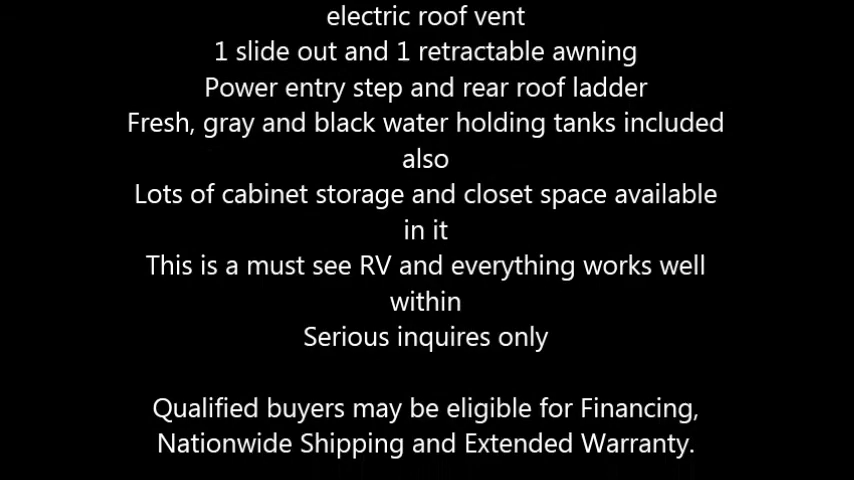 electric roof vent
1 slide out and 1 retractable awning
Power entry step and rear roof ladder
Fresh, gray and black water holding tanks included
also
Lots of cabinet storage and closet space available
in it
This is a must see RV and everything works well
within
Serious inquires only
Qualified buyers may be eligible for Financing,
Nationwide Shipping and Extended Warranty.